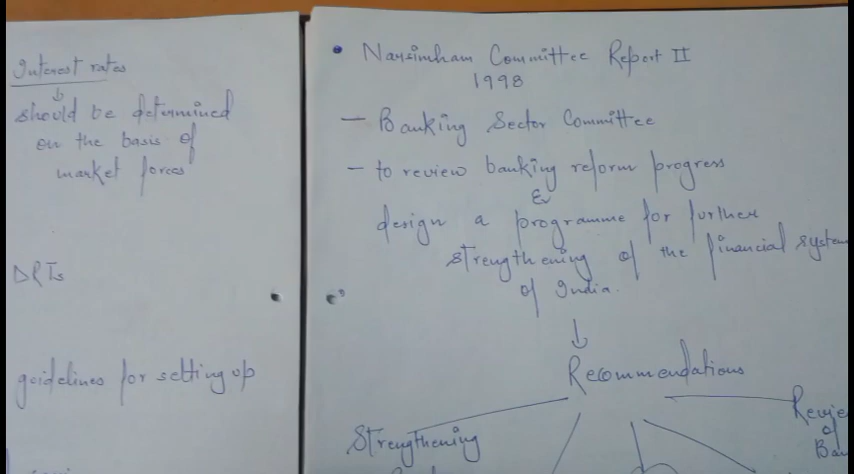 Interest rates
↓
should be determined
on the basis of
market forces
DRTs
guidelines for setting up
• Narsimham Committee Report II
1998
- Banking Sector Committee
- to review banking reform progress
&
design a programme for further
strengthening of the financial system
of India.
↓
Recommendations
Strengthening
of